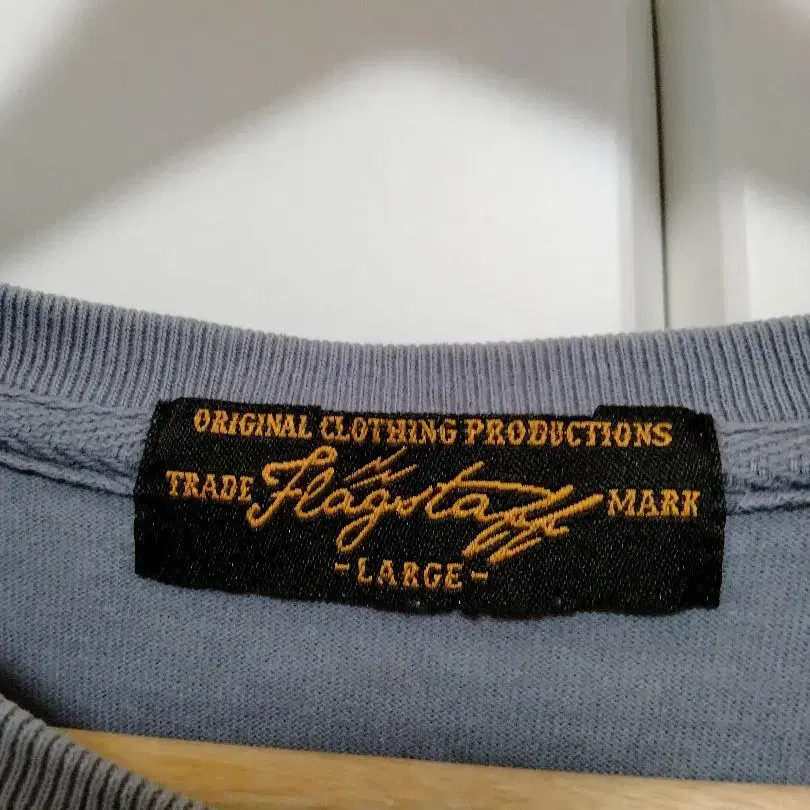 ORIGINAL CLOTHING PRODUCTIONS
TRADE Flagstaff MARK
-LARGE-